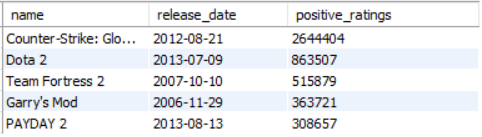 name release_date positive_ratings
Counter-Strike: Glo... 2012-08-21 2644404
Dota 2 2013-07-09 863507
Team Fortress 2 2007-10-10 515879
Garry's Mod 2006-11-29 363721
PAYDAY 2 2013-08-13 308657